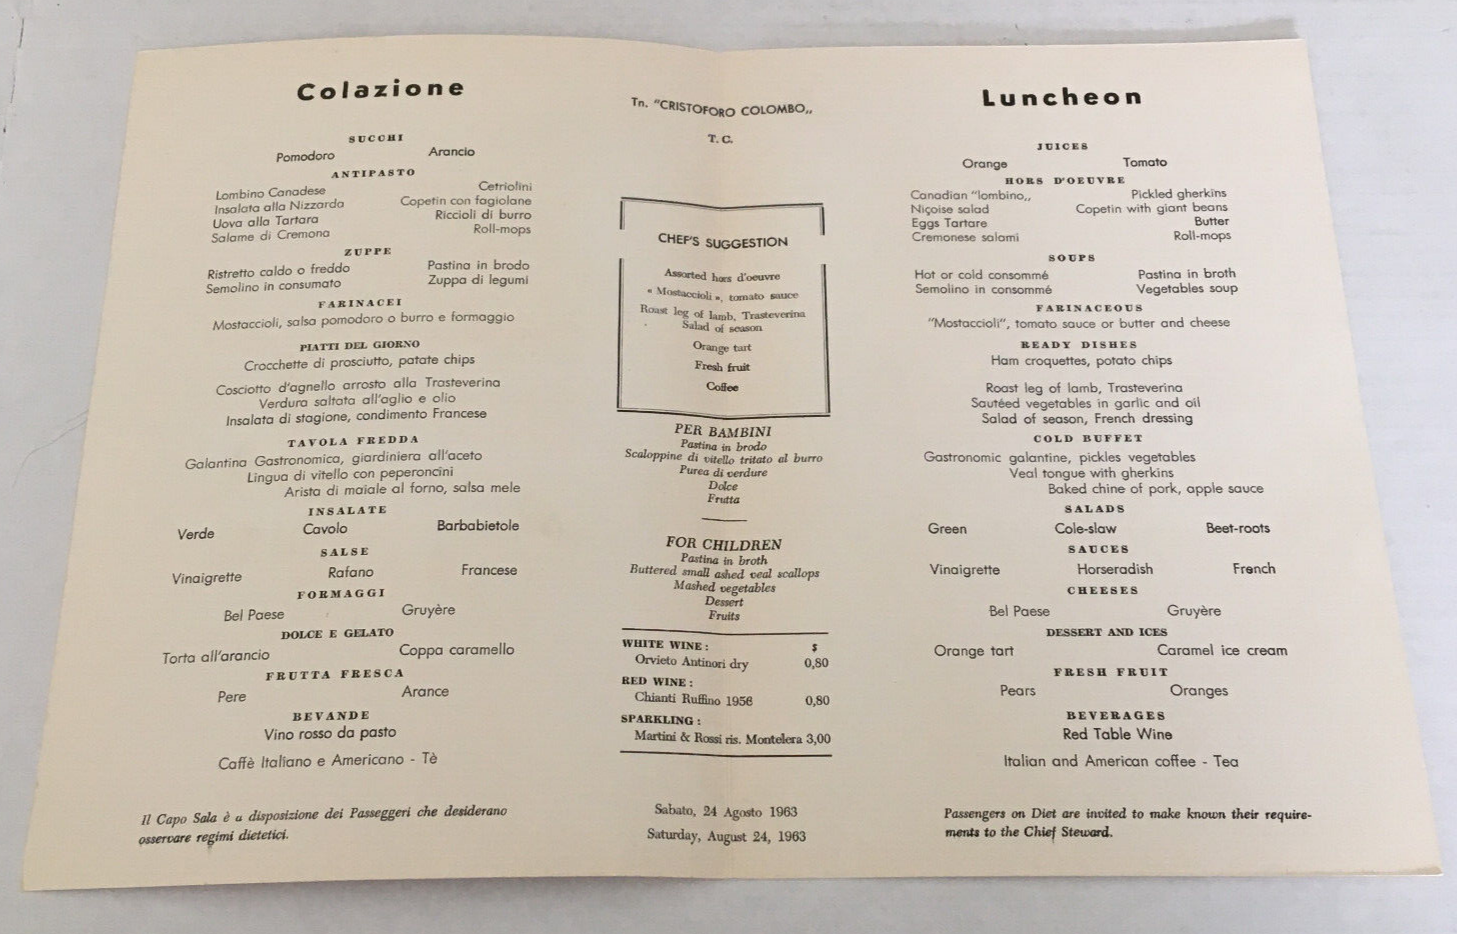 Colazione
SUCCHI
Pomodoro Arancio
ANTIPASTO
Lombino Canadese Cetriolini
Insalata alla Nizzarda Copetin con fagiolane
Uova alla Tartara Riccioli di burro
Salame di Cremona Roll-mops
ZUPPE
Ristretto caldo o freddo Pastina in brodo
Semolino in consumato Zuppa di legumi
FARINACEI
Mostaccioli, salsa pomodoro o burro e formaggio
PIATTI DEL GIORNO
Crocchette di prosciutto, patate chips
Cosciotto d'agnello arrosto alla Trasteverina
Verdura saltata all'aglio e olio
Insalata di stagione, condimento Francese
TAVOLA FREDDA
Galantina Gastronomica, giardiniera all'aceto
Lingua di vitello con peperoncini
Arista di maiale al forno, salsa mele
INSALATE
Verde Cavolo Barbabietole
SALSE
Vinaigrette Rafano Francese
FORMAGGI
Bel Paese Gruyère
DOLCE E GELATO
Torta all'arancio Coppa caramello
FRUTTA FRESCA
Pere Arance
BEVANDE
Vino rosso da pasto
Caffè Italiano e Americano - Tè
Il Capo Sala è a disposizione dei Passeggeri che desiderano
osservare regimi dietetici.
Tn. "CRISTOFORO COLOMBO,,
T. C.
CHEF'S SUGGESTION
Assorted hors d'oeuvre
« Mostaccioli », tomato sauce
Roast leg of lamb, Trasteverina
Salad of season
Orange tart
Fresh fruit
Coffee
PER BAMBINI
Pastina in brodo
Scaloppine di vitello tritato al burro
Purea di verdure
Dolce
Frutta
FOR CHILDREN
Pastina in broth
Buttered small ashed veal scallops
Mashed vegetables
Dessert
Fruits
WHITE WINE : $
Orvieto Antinori dry 0,80
RED WINE :
Chianti Ruffino 1956 0,80
SPARKLING :
Martini & Rossi ris. Montelera 3,00
Sabato, 24 Agosto 1963
Saturday, August 24, 1963
Luncheon
JUICES
Orange Tomato
HORS D'OEUVRE
Canadian "lombino,, Pickled gherkins
Niçoise salad Copetin with giant beans
Eggs Tartare Butter
Cremonese salami Roll-mops
SOUPS
Hot or cold consommé Pastina in broth
Semolino in consommé Vegetables soup
FARINACEOUS
"Mostaccioli", tomato sauce or butter and cheese
READY DISHES
Ham croquettes, potato chips
Roast leg of lamb, Trasteverina
Sautéed vegetables in garlic and oil
Salad of season, French dressing
COLD BUFFET
Gastronomic galantine, pickles vegetables
Veal tongue with gherkins
Baked chine of pork, apple sauce
SALADS
Green Cole-slaw Beet-roots
SAUCES
Vinaigrette Horseradish French
CHEESES
Bel Paese Gruyère
DESSERT AND ICES
Orange tart Caramel ice cream
FRESH FRUIT
Pears Oranges
BEVERAGES
Red Table Wine
Italian and American coffee - Tea
Passengers on Diet are invited to make known their require-
ments to the Chief Steward.